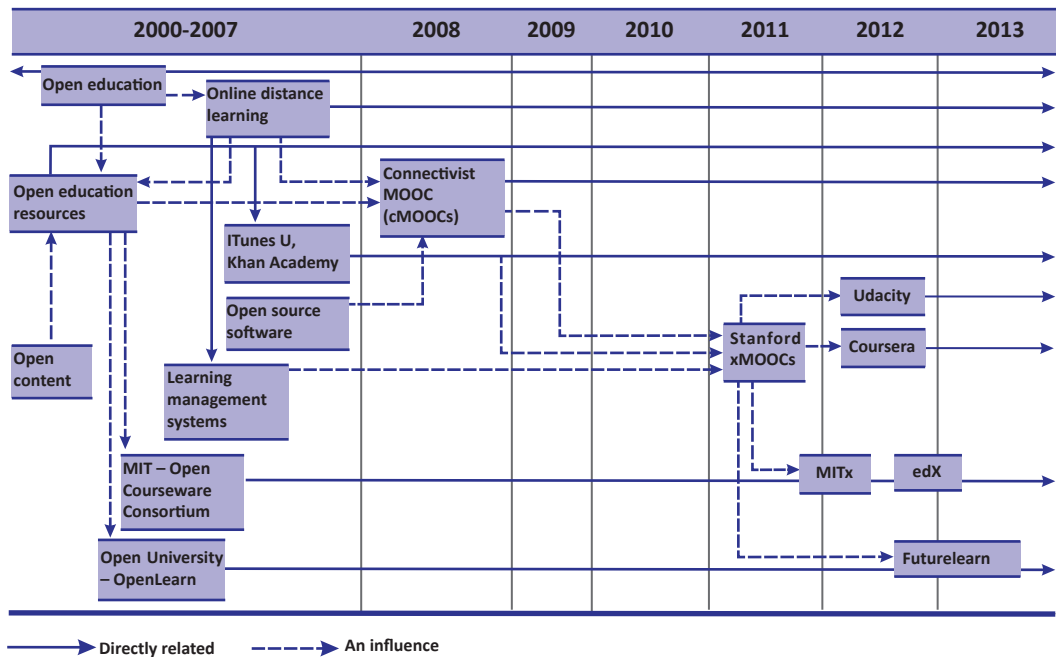 2000-2007 2008 2009 2010 2011 2012 2013
Open education
Online distance
learning
Open education
resources
Connectivist
MOOC
(cMOOCs)
ITunes U,
Khan Academy
Open source
software
Udacity
Open
content
Stanford
xMOOCs
Coursera
Learning
management
systems
MIT – Open
Courseware
Consortium
MITx
edX
Open University
– OpenLearn
Futurelearn
Directly related
An influence